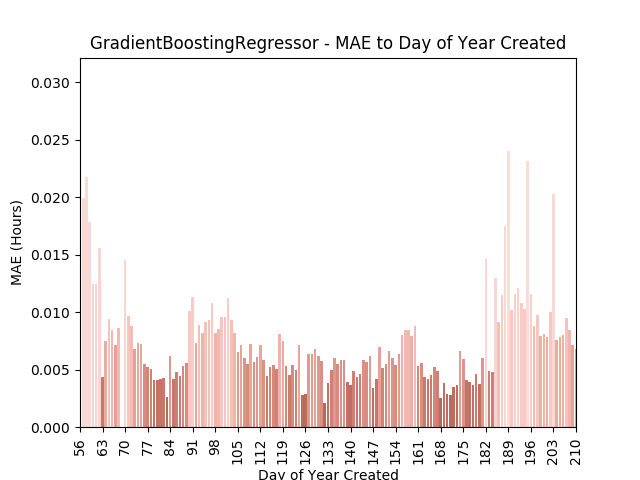 GradientBoostingRegressor - MAE to Day of Year Created
0.030
0.025
0.020
0.015
0.010
0.005
0.000
MAE (Hours)
56 63 70 77 84 91 98 105 112 119 126 133 140 147 154 161 168 175 182 189 196 203 210
Day of Year Created